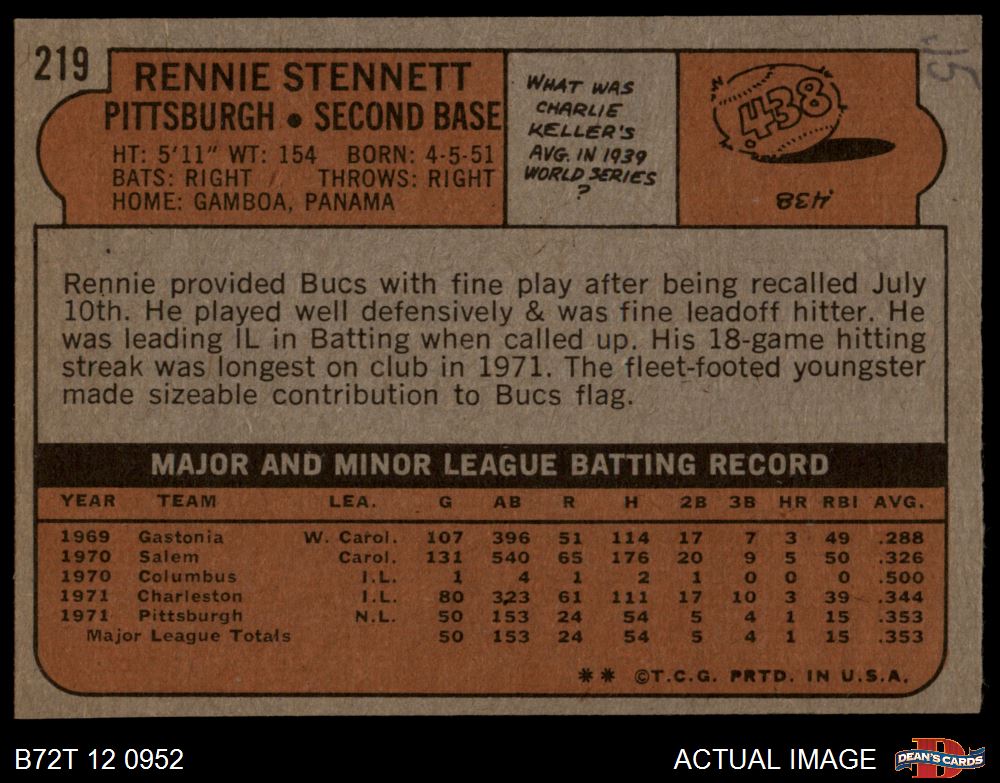 219
RENNIE STENNETT
PITTSBURGH • SECOND BASE
HT: 5'11" WT: 154 BORN: 4-5-51
BATS: RIGHT THROWS: RIGHT
HOME: GAMBOA, PANAMA
WHAT WAS
CHARLIE
KELLER'S
AVG. IN 1939
WORLD SERIES
?
.438
.438
J5
Rennie provided Bucs with fine play after being recalled July
10th. He played well defensively & was fine leadoff hitter. He
was leading IL in Batting when called up. His 18-game hitting
streak was longest on club in 1971. The fleet-footed youngster
made sizeable contribution to Bucs flag.
MAJOR AND MINOR LEAGUE BATTING RECORD
YEAR TEAM LEA. G AB R H 2B 3B HR RBI AVG.
1969 Gastonia W. Carol. 107 396 51 114 17 7 3 49 .288
1970 Salem Carol. 131 540 65 176 20 9 5 50 .326
1970 Columbus I.L. 1 4 1 2 1 0 0 0 .500
1971 Charleston I.L. 80 323 61 111 17 10 3 39 .344
1971 Pittsburgh N.L. 50 153 24 54 5 4 1 15 .353
Major League Totals 50 153 24 54 5 4 1 15 .353
** ©T.C.G. PRTD. IN U.S.A.
B72T 12 0952
ACTUAL IMAGE
D
DEAN'S CARDS